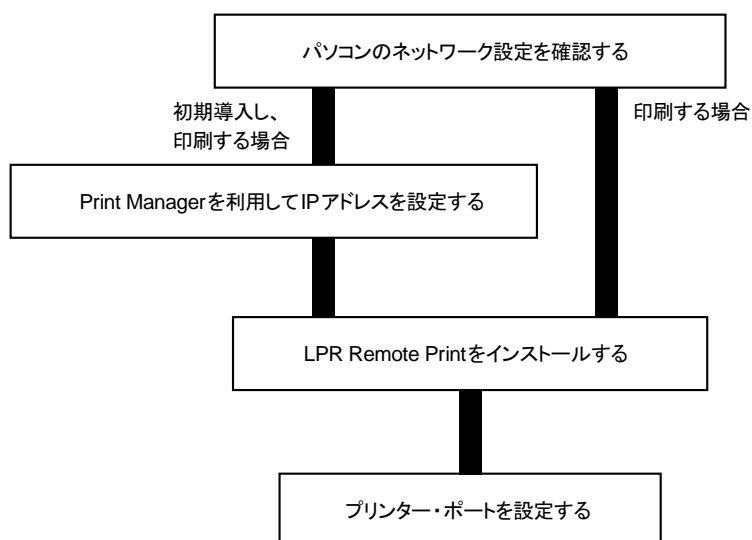 パソコンのネットワーク設定を確認する
初期導入し、
印刷する場合
印刷する場合
Print Managerを利用してIPアドレスを設定する
LPR Remote Printをインストールする
プリンター・ポートを設定する